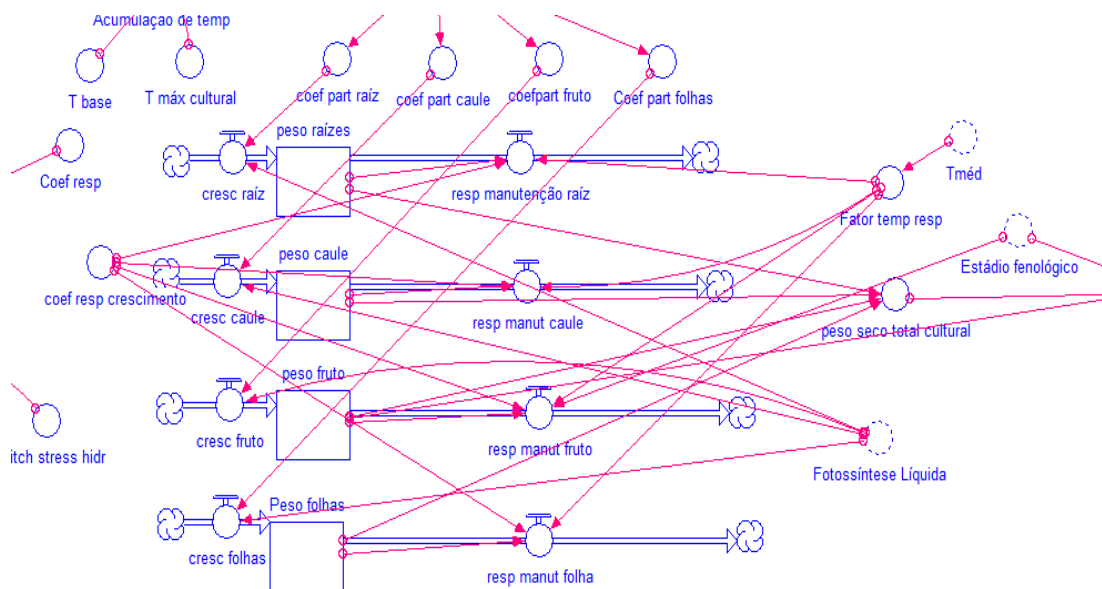 Acumulação de temp
T base
T máx cultural
coef part raíz
coef part caule
coefpart fruto
Coef part folhas
Coef resp
peso raízes
cresc raíz
resp manutenção raíz
Tméd
Fator temp resp
coef resp crescimento
peso caule
cresc caule
resp manut caule
Estádio fenológico
peso seco total cultural
peso fruto
cresc fruto
resp manut fruto
itch stress hidr
Fotossíntese Líquida
Peso folhas
cresc folhas
resp manut folha